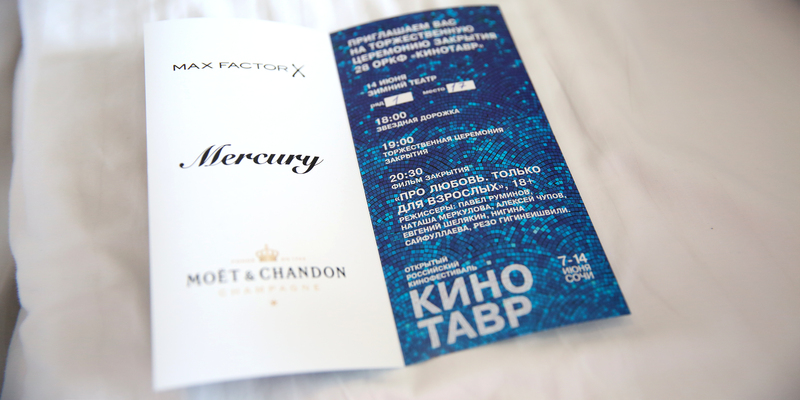 MAX FACTOR X
Mercury
MOËT & CHANDON
CHAMPAGNE
ПРИГЛАШАЕМ ВАС
НА ТОРЖЕСТВЕННУЮ
ЦЕРЕМОНИЮ ЗАКРЫТИЯ
28 ОРКФ «КИНОТАВР»
14 ИЮНЯ
ЗИМНИЙ ТЕАТР
ряд место
18:00
ЗВЕЗДНАЯ ДОРОЖКА
19:00
ТОРЖЕСТВЕННАЯ ЦЕРЕМОНИЯ
ЗАКРЫТИЯ
20:30
ФИЛЬМ ЗАКРЫТИЯ
«ПРО ЛЮБОВЬ. ТОЛЬКО
ДЛЯ ВЗРОСЛЫХ», 18+
РЕЖИССЕРЫ: ПАВЕЛ РУМИНОВ,
НАТАША МЕРКУЛОВА, АЛЕКСЕЙ ЧУПОВ,
ЕВГЕНИЙ ШЕЛЯКИН, НИГИНА
САЙФУЛЛАЕВА, РЕЗО ГИГИНЕИШВИЛИ.
ОТКРЫТЫЙ
РОССИЙСКИЙ
КИНОФЕСТИВАЛЬ
КИНО
ТАВР
7-14
ИЮНЯ
СОЧИ